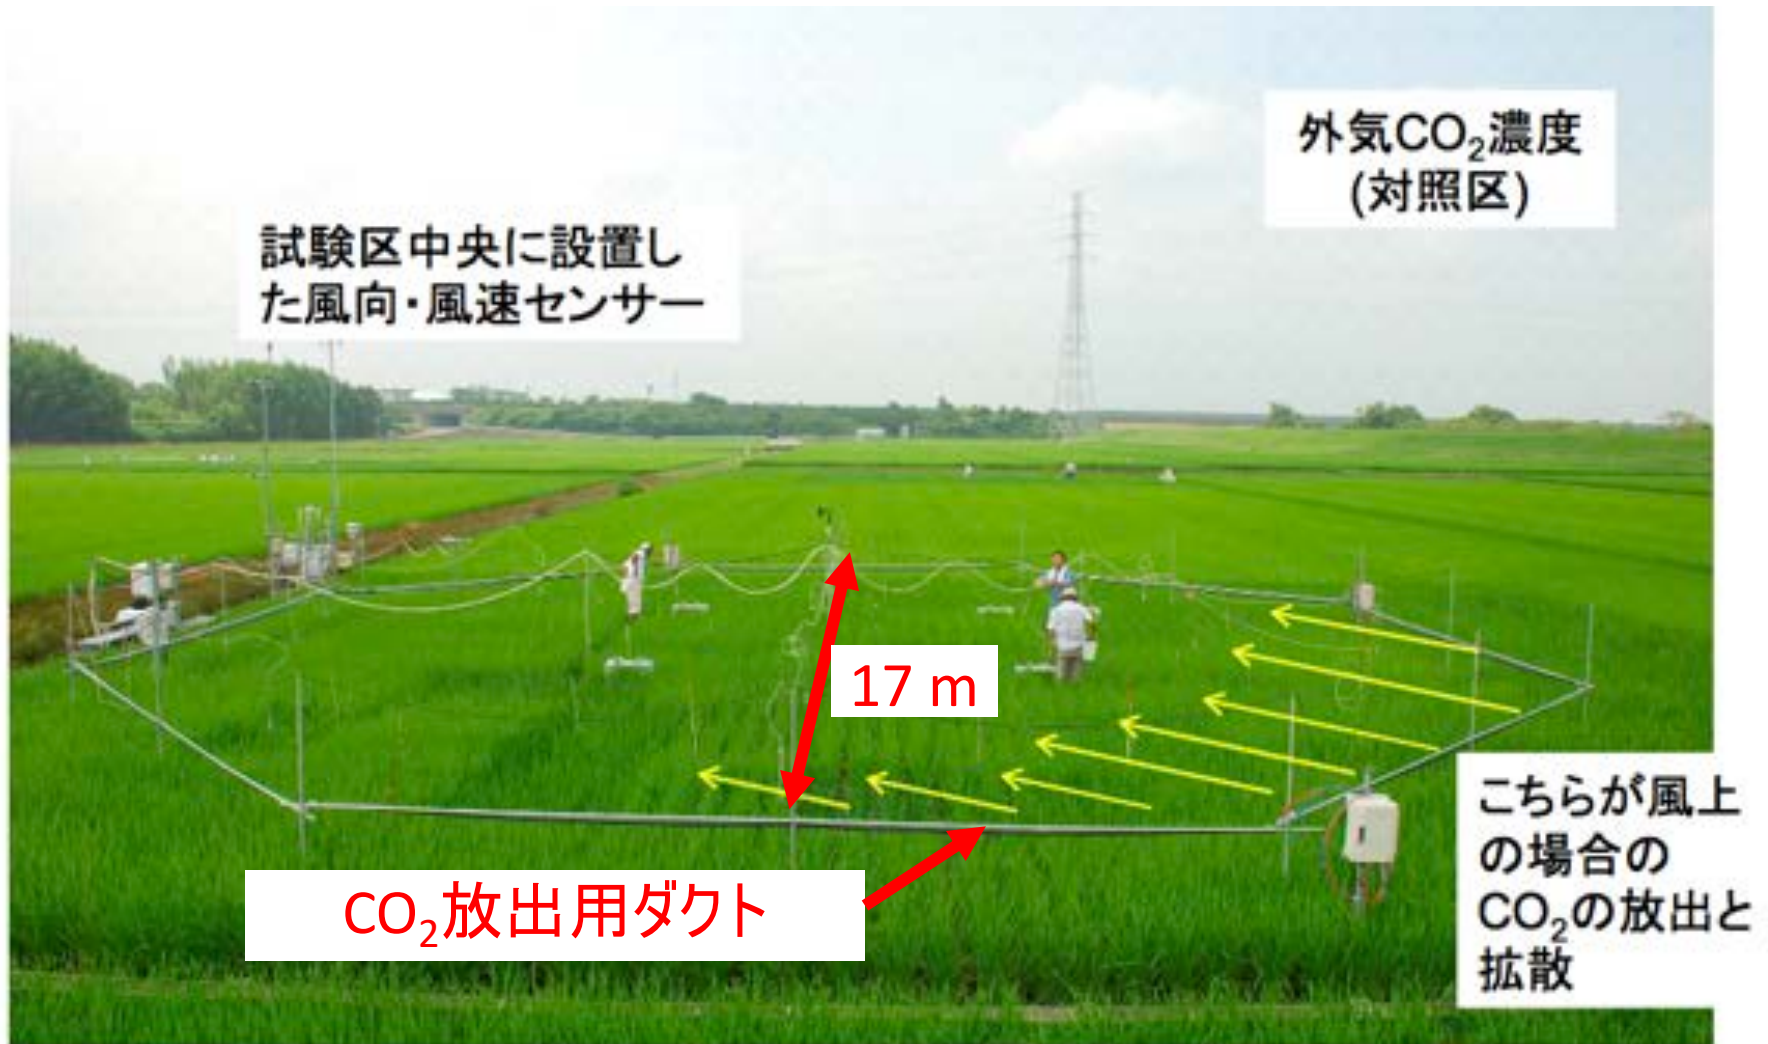 外気CO₂濃度
(対照区)
試験区中央に設置し
た風向・風速センサー
17 m
CO₂放出用ダクト
こちらが風上
の場合の
CO₂の放出と
拡散